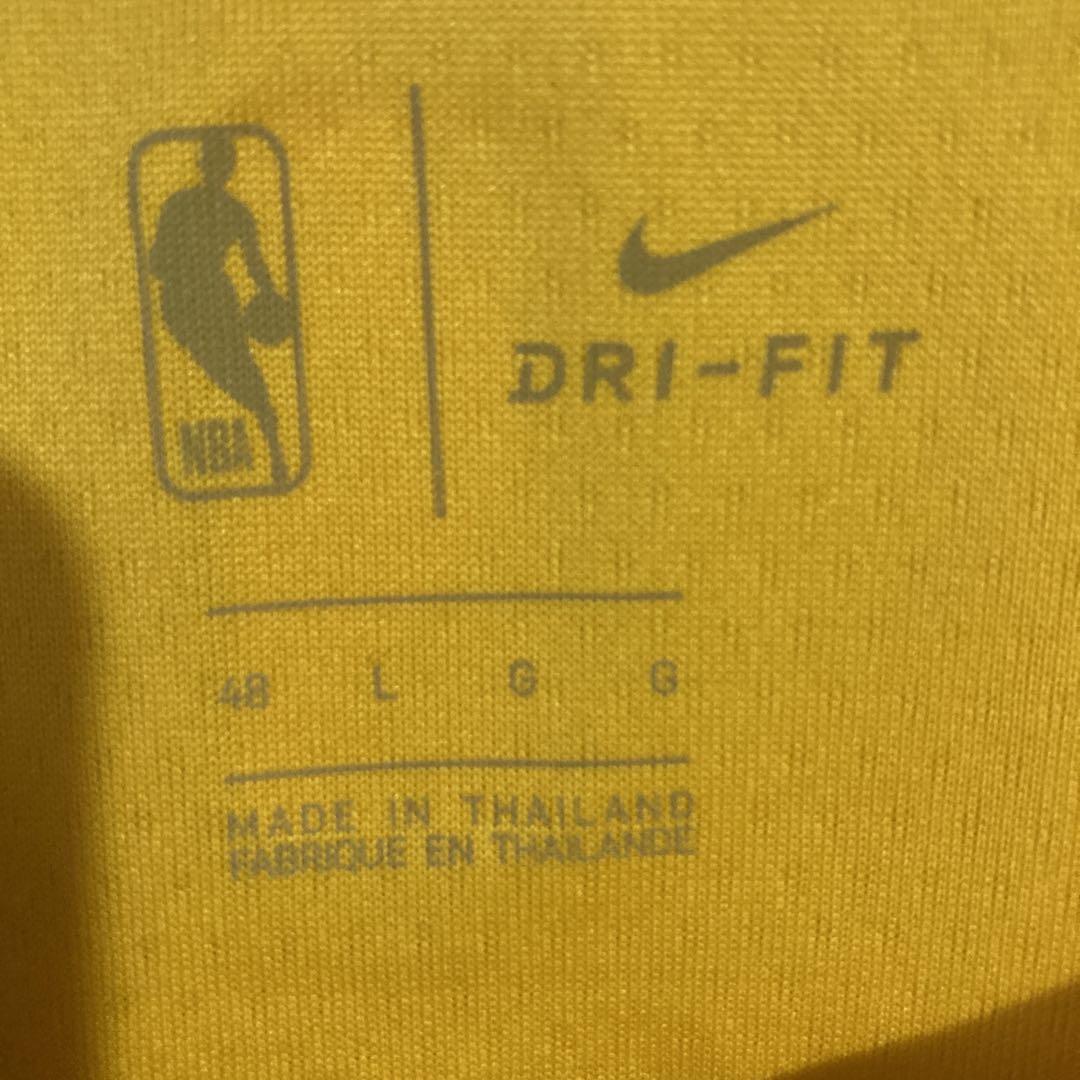 NBA
DRI-FIT
48 L G G
MADE IN THAILAND
FABRIQUE EN THAILANDE